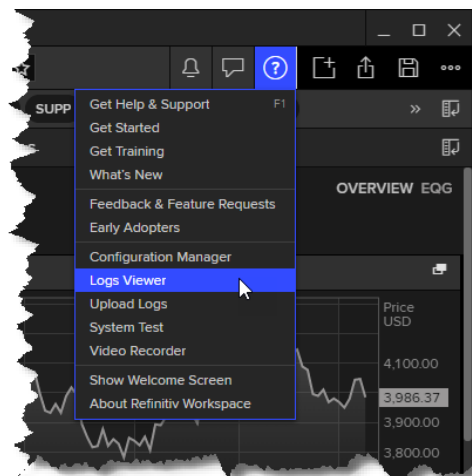 SUPP
Get Help & Support F1
Get Started
Get Training
What's New
Feedback & Feature Requests
Early Adopters
Configuration Manager
Logs Viewer
Upload Logs
System Test
Video Recorder
Show Welcome Screen
About Refinitiv Workspace
OVERVIEW EQG
Price
USD
4,100.00
3,986.37
3,900.00
3,800.00